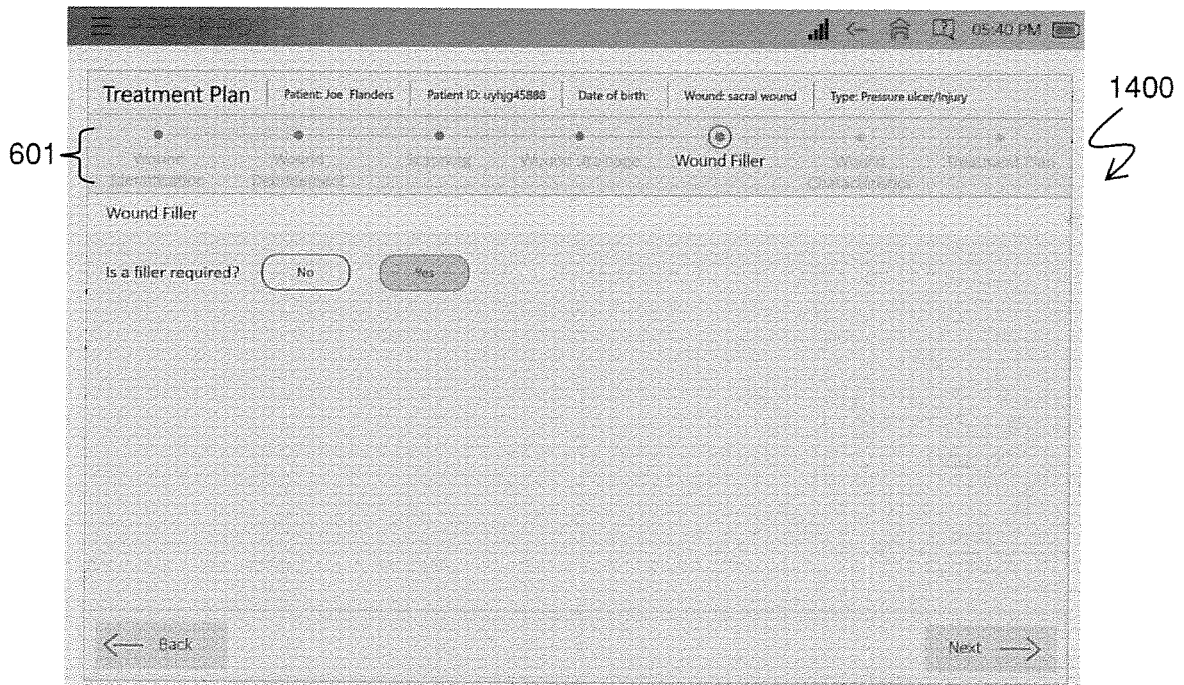 05:40 PM
Treatment Plan Patient: Joe Flanders Patient ID: uyhjg45888 Date of birth: Wound: sacral wound Type: Pressure ulcer/Injury
1400
601
Wound Filler
Wound Filler
Is a filler required? No Yes
Back Next